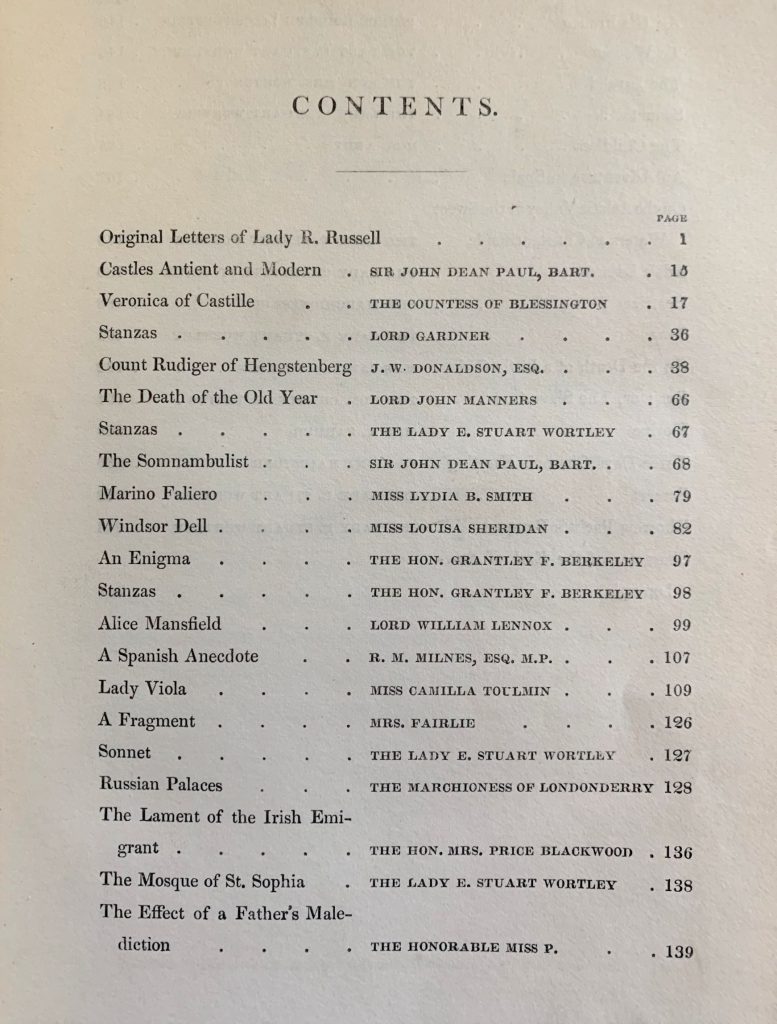 CONTENTS.
PAGE
Original Letters of Lady R. Russell . . . . . . 1
Castles Antient and Modern . SIR JOHN DEAN PAUL, BART. . 15
Veronica of Castille . . THE COUNTESS OF BLESSINGTON . 17
Stanzas . . . . . LORD GARDNER . . . . 36
Count Rudiger of Hengstenberg J. W. DONALDSON, ESQ. . . . 38
The Death of the Old Year . LORD JOHN MANNERS . . . 66
Stanzas . . . . . THE LADY E. STUART WORTLEY . 67
The Somnambulist . . . SIR JOHN DEAN PAUL, BART. . . 68
Marino Faliero . . . MISS LYDIA B. SMITH . . . 79
Windsor Dell . . . . MISS LOUISA SHERIDAN . . . 82
An Enigma . . . . THE HON. GRANTLEY F. BERKELEY 97
Stanzas . . . . . THE HON. GRANTLEY F. BERKELEY 98
Alice Mansfield . . . LORD WILLIAM LENNOX . . . 99
A Spanish Anecdote . . R. M. MILNES, ESQ. M.P. . . . 107
Lady Viola . . . . MISS CAMILLA TOULMIN . . . 109
A Fragment . . . . MRS. FAIRLIE . . . . 126
Sonnet . . . . . THE LADY E. STUART WORTLEY . 127
Russian Palaces . . . THE MARCHIONESS OF LONDONDERRY 128
The Lament of the Irish Emi-
grant . . . . . THE HON. MRS. PRICE BLACKWOOD . 136
The Mosque of St. Sophia . THE LADY E. STUART WORTLEY . 138
The Effect of a Father's Male-
diction . . . . THE HONORABLE MISS P. . . 139